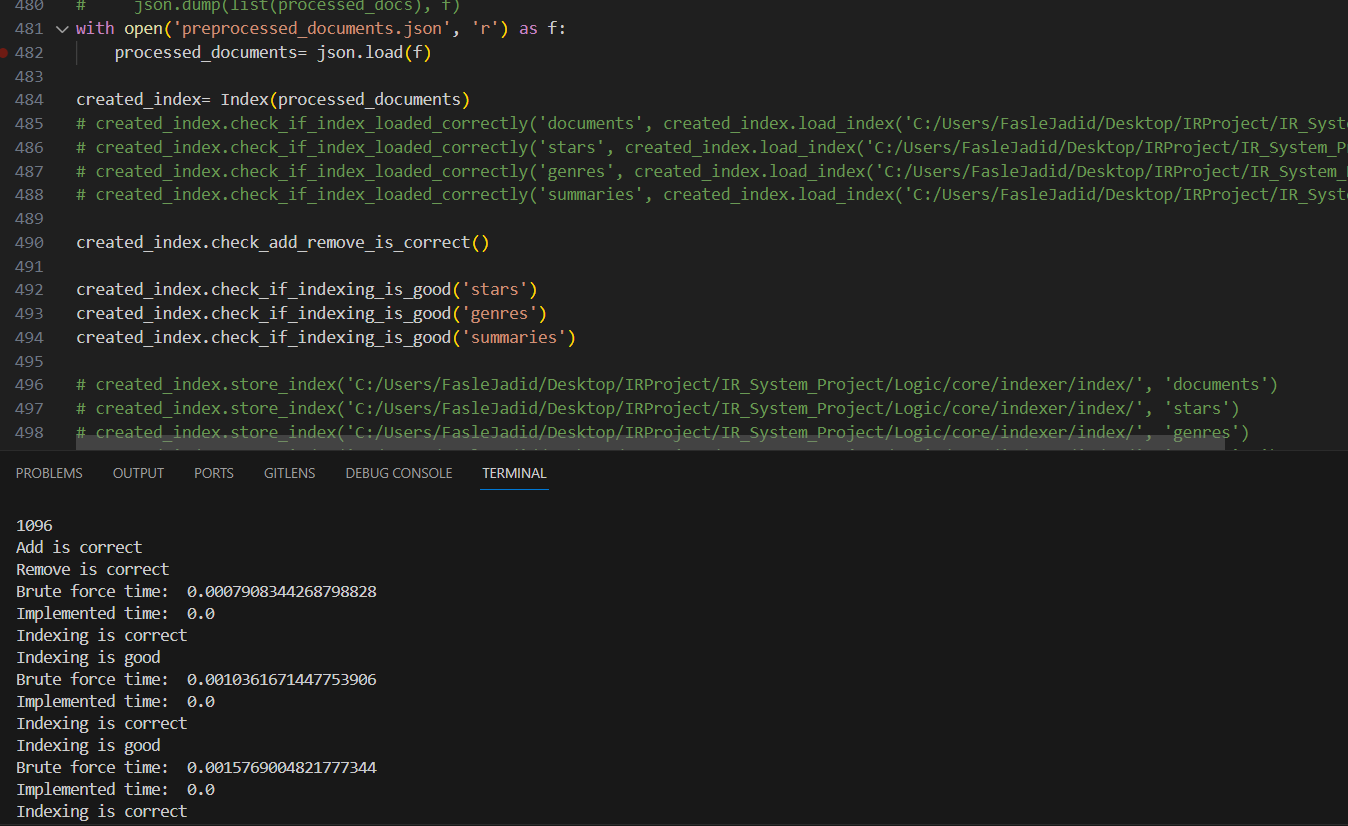 480 #     json.dump(list(processed_docs), f)
481 with open('preprocessed_documents.json', 'r') as f:
482     processed_documents= json.load(f)
483
484 created_index= Index(processed_documents)
485 # created_index.check_if_index_loaded_correctly('documents', created_index.load_index('C:/Users/FasleJadid/Desktop/IRProject/IR_Syst
486 # created_index.check_if_index_loaded_correctly('stars', created_index.load_index('C:/Users/FasleJadid/Desktop/IRProject/IR_System_P
487 # created_index.check_if_index_loaded_correctly('genres', created_index.load_index('C:/Users/FasleJadid/Desktop/IRProject/IR_System_
488 # created_index.check_if_index_loaded_correctly('summaries', created_index.load_index('C:/Users/FasleJadid/Desktop/IRProject/IR_Syst
489
490 created_index.check_add_remove_is_correct()
491
492 created_index.check_if_indexing_is_good('stars')
493 created_index.check_if_indexing_is_good('genres')
494 created_index.check_if_indexing_is_good('summaries')
495
496 # created_index.store_index('C:/Users/FasleJadid/Desktop/IRProject/IR_System_Project/Logic/core/indexer/index/', 'documents')
497 # created_index.store_index('C:/Users/FasleJadid/Desktop/IRProject/IR_System_Project/Logic/core/indexer/index/', 'stars')
498 # created_index.store_index('C:/Users/FasleJadid/Desktop/IRProject/IR_System_Project/Logic/core/indexer/index/', 'genres')
PROBLEMS OUTPUT PORTS GITLENS DEBUG CONSOLE TERMINAL
1096
Add is correct
Remove is correct
Brute force time:  0.0007908344268798828
Implemented time:  0.0
Indexing is correct
Indexing is good
Brute force time:  0.0010361671447753906
Implemented time:  0.0
Indexing is correct
Indexing is good
Brute force time:  0.0015769004821777344
Implemented time:  0.0
Indexing is correct